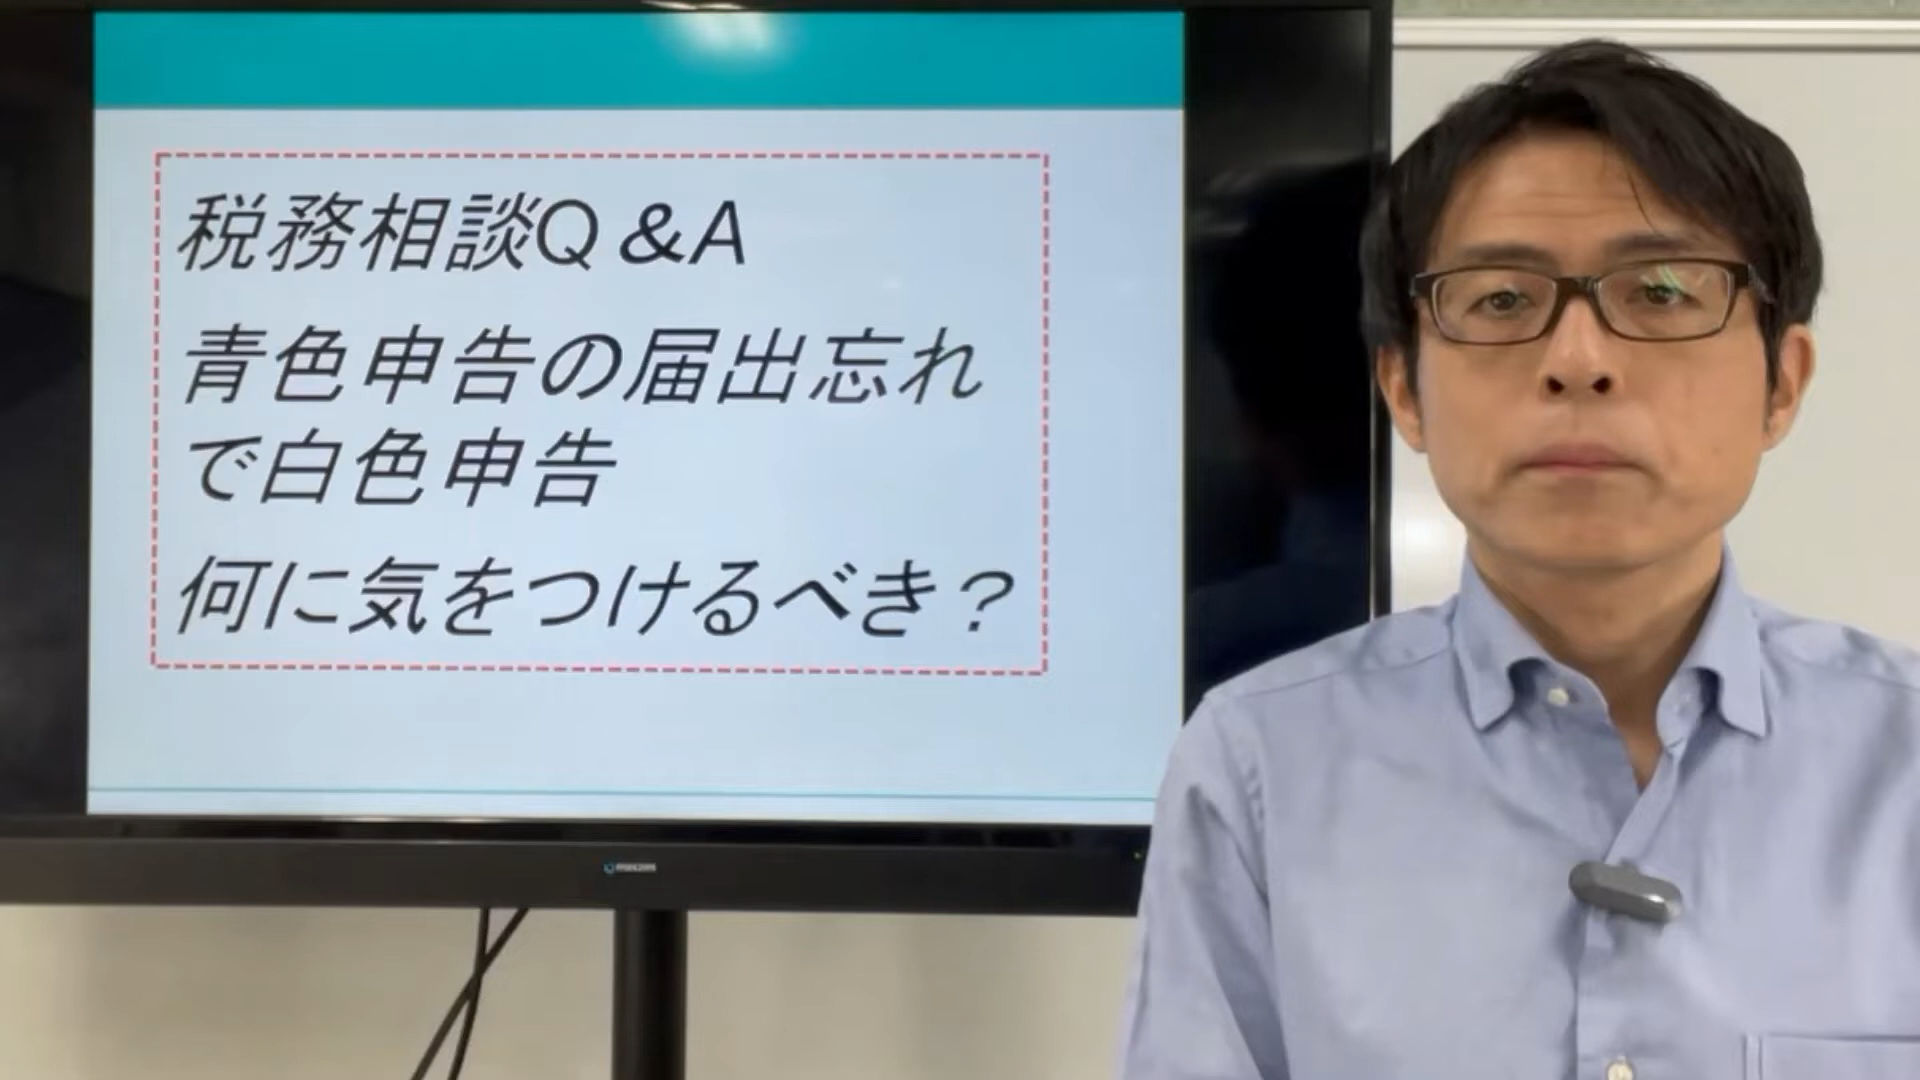 税務相談Q&A
青色申告の届出忘れ
で白色申告
何に気をつけるべき?